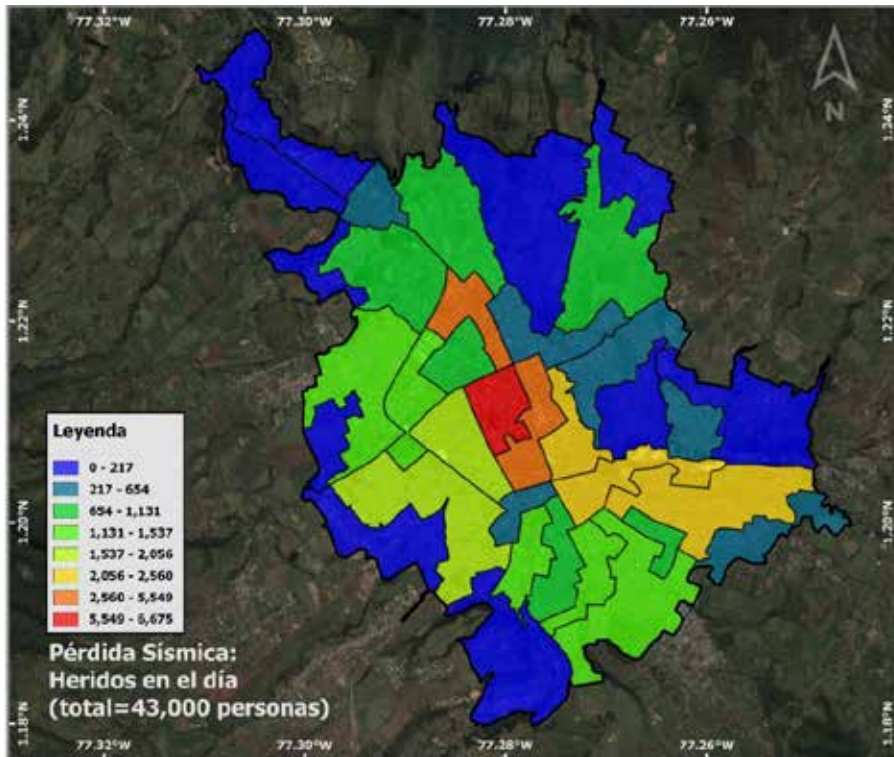 77.32°W 77.30°W 77.28°W 77.26°W
1.24°N 1.24°N
N
1.22°N 1.22°N
Leyenda
0 - 217
217 - 654
654 - 1,131
1,131 - 1,537
1,537 - 2,056
2,056 - 2,560
2,560 - 5,549
5,549 - 6,675
1.20°N 1.20°N
Pérdida Sísmica:
Heridos en el día
(total=43,000 personas)
1.18°N 1.18°N
77.32°W 77.30°W 77.28°W 77.26°W